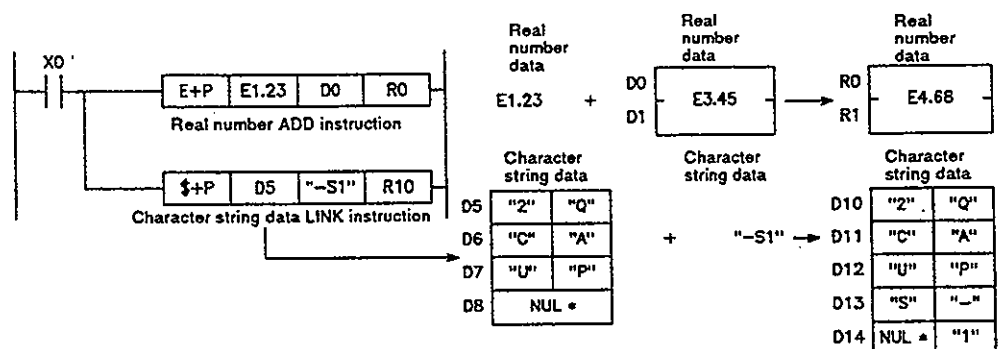 X0
E+P E1.23 D0 R0
Real number ADD instruction
$+P D5 "-S1" R10
Character string data LINK instruction
Real
number
data
E1.23 +
Real
number
data
D0
D1
E3.45
Real
number
data
R0
R1
E4.68
Character
string data
D5 "2" "Q"
D6 "C" "A"
D7 "U" "P"
D8 NUL *
Character
string data
+ "-S1"
Character
string data
D10 "2" "Q"
D11 "C" "A"
D12 "U" "P"
D13 "S" "-"
D14 NUL * "1"